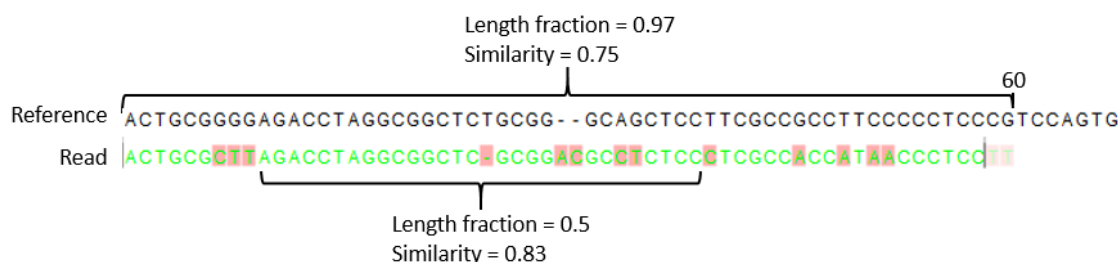 Length fraction = 0.97
Similarity = 0.75
60
Reference ACTGCGGGGAGACCTAGGCGGCTCTGCGG--GCAGCTCCTTCGCCGCCTTCCCCCTCCCGTCCAGTG
Read ACTGCGCTTAGACCTAGGCGGCTC-GCGGACGCCTCTCCCTCGCCACCATAACCCTCCTT
Length fraction = 0.5
Similarity = 0.83